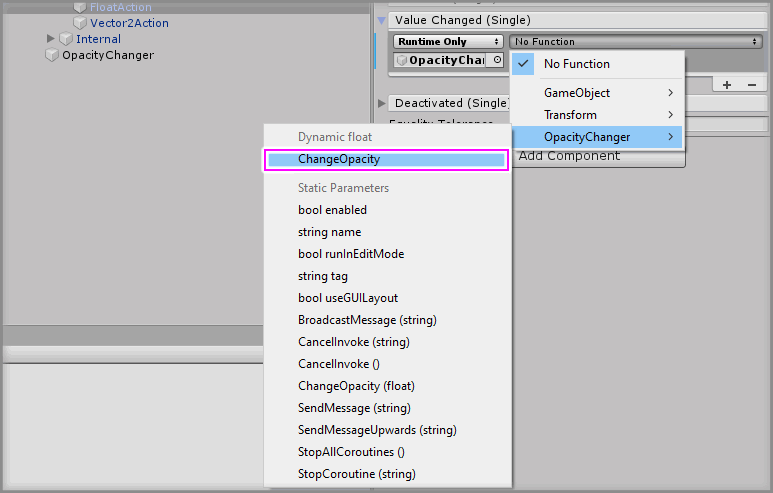 FloatAction
Vector2Action
Internal
OpacityChanger
Value Changed (Single)
Runtime Only
No Function
OpacityChan
No Function
GameObject
Transform
OpacityChanger
Deactivated (Single)
Equality Tolerance
Add Component
Dynamic float
ChangeOpacity
Static Parameters
bool enabled
string name
bool runInEditMode
string tag
bool useGUILayout
BroadcastMessage (string)
CancelInvoke (string)
CancelInvoke ()
ChangeOpacity (float)
SendMessage (string)
SendMessageUpwards (string)
StopAllCoroutines ()
StopCoroutine (string)